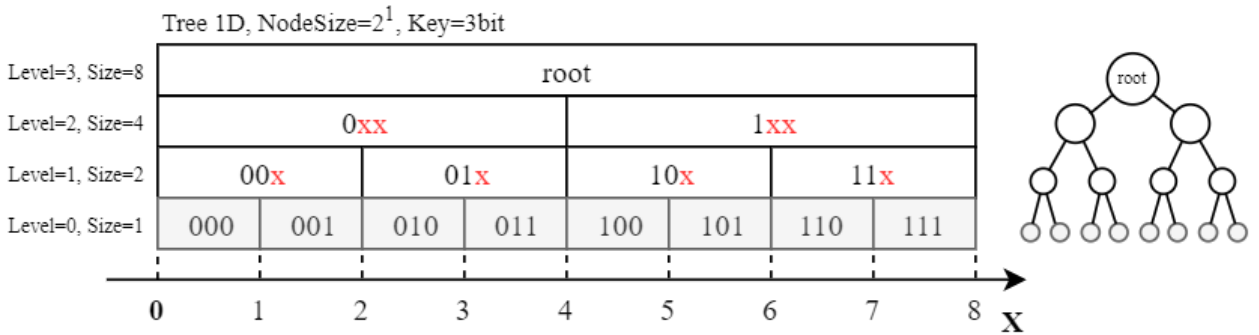 Tree 1D, NodeSize=2¹, Key=3bit
Level=3, Size=8 root
Level=2, Size=4 0xx 1xx
Level=1, Size=2 00x 01x 10x 11x
Level=0, Size=1 000 001 010 011 100 101 110 111
0 1 2 3 4 5 6 7 8 X
root